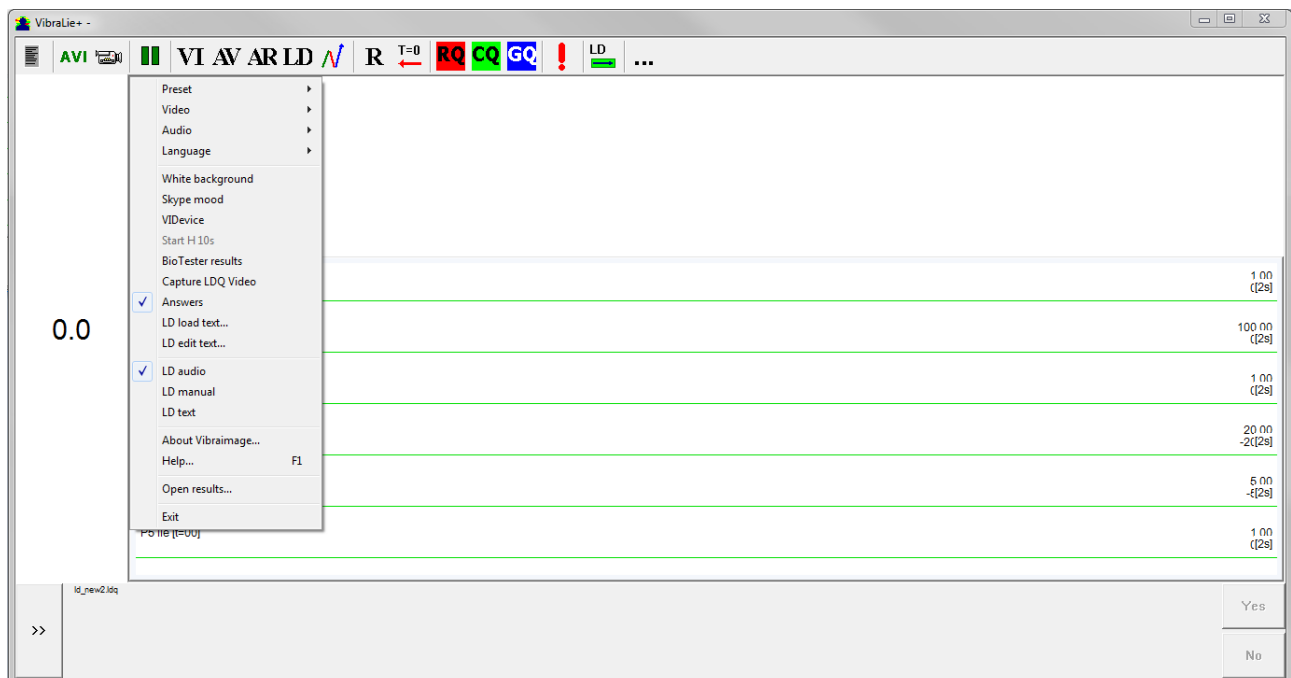 VibraLie+ -
AVI VI AV AR LD R T=0 RQ CQ GQ ! LD ...
Preset
Video
Audio
Language
White background
Skype mood
VIDevice
Start H 10s
BioTester results
Capture LDQ Video
Answers
LD load text...
LD edit text...
LD audio
LD manual
LD text
About Vibraimage...
Help... F1
Open results...
Exit
0.0
1.00
([2s]
100.00
([2s]
1.00
([2s]
20.00
-2([2s]
5.00
[2s]
P5 lie [t=00]
1.00
([2s]
ld_new2.ldq
>>
Yes
No